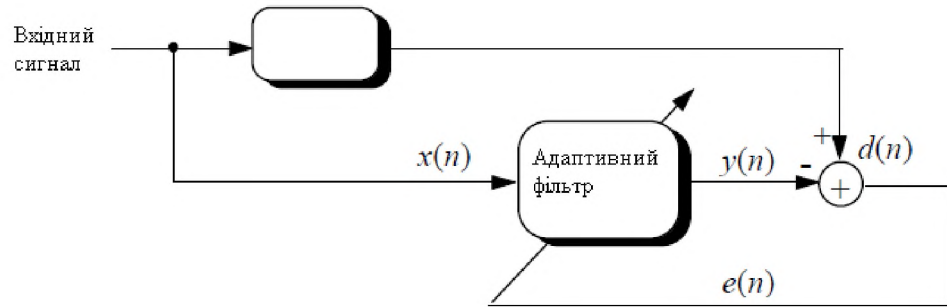 Вхідний
сигнал
x(n)
Адаптивний
фільтр
y(n)
-
+
+
d(n)
e(n)